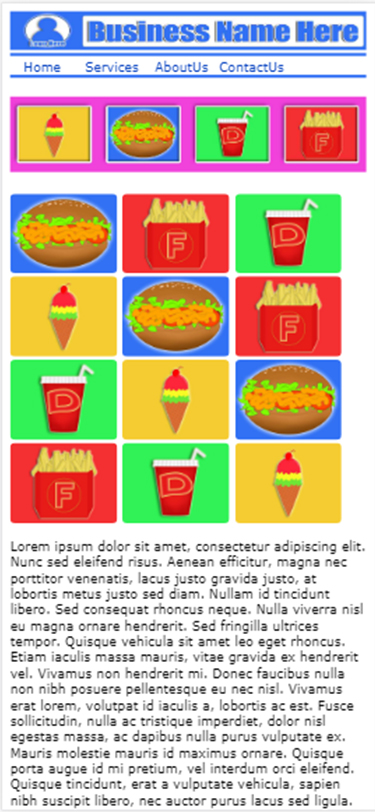 Business Name Here
Home Services AboutUs ContactUs
D F
F D
F
D
F D
Lorem ipsum dolor sit amet, consectetur adipiscing elit.
Nunc sed eleifend risus. Aenean efficitur, magna nec
porttitor venenatis, lacus justo gravida justo, at
lobortis metus justo sed diam. Nullam id tincidunt
libero. Sed consequat rhoncus neque. Nulla viverra nisl
eu magna ornare hendrerit. Sed fringilla ultrices
tempor. Quisque vehicula sit amet leo eget rhoncus.
Etiam iaculis massa mauris, vitae gravida ex hendrerit
vel. Vivamus non hendrerit mi. Donec faucibus nulla
non nibh posuere pellentesque eu nec nisl. Vivamus
erat lorem, volutpat id iaculis a, lobortis ac est. Fusce
sollicitudin, nulla ac tristique imperdiet, dolor nisl
egestas massa, ac dapibus nulla purus vulputate ex.
Mauris molestie mauris id maximus ornare. Quisque
porta augue id mi pretium, vel interdum orci eleifend.
Quisque tincidunt, erat a vulputate vehicula, sapien
nibh suscipit libero, nec auctor purus lacus sed ligula.